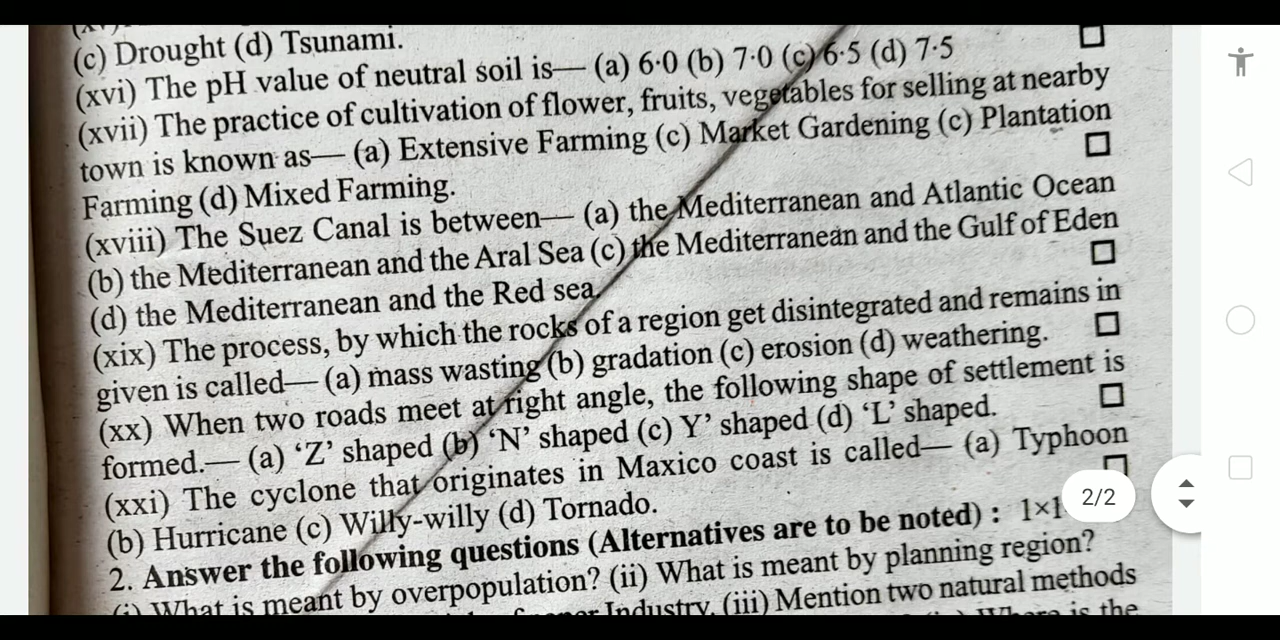 (c) Drought (d) Tsunami.
(xvi) The pH value of neutral soil is— (a) 6·0 (b) 7·0 (c) 6·5 (d) 7·5
(xvii) The practice of cultivation of flower, fruits, vegetables for selling at nearby
town is known as— (a) Extensive Farming (c) Market Gardening (c) Plantation
Farming (d) Mixed Farming.
(xviii) The Suez Canal is between— (a) the Mediterranean and Atlantic Ocean
(b) the Mediterranean and the Aral Sea (c) the Mediterranean and the Gulf of Eden
(d) the Mediterranean and the Red sea.
(xix) The process, by which the rocks of a region get disintegrated and remains in
given is called— (a) mass wasting (b) gradation (c) erosion (d) weathering.
(xx) When two roads meet at right angle, the following shape of settlement is
formed.— (a) ‘Z’ shaped (b) ‘N’ shaped (c) Y’ shaped (d) ‘L’ shaped.
(xxi) The cyclone that originates in Maxico coast is called— (a) Typhoon
(b) Hurricane (c) Willy-willy (d) Tornado.
2/2
2. Answer the following questions (Alternatives are to be noted) : 1×1
(i) What is meant by overpopulation? (ii) What is meant by planning region?
Industry. (iii) Mention two natural methods
Where is the